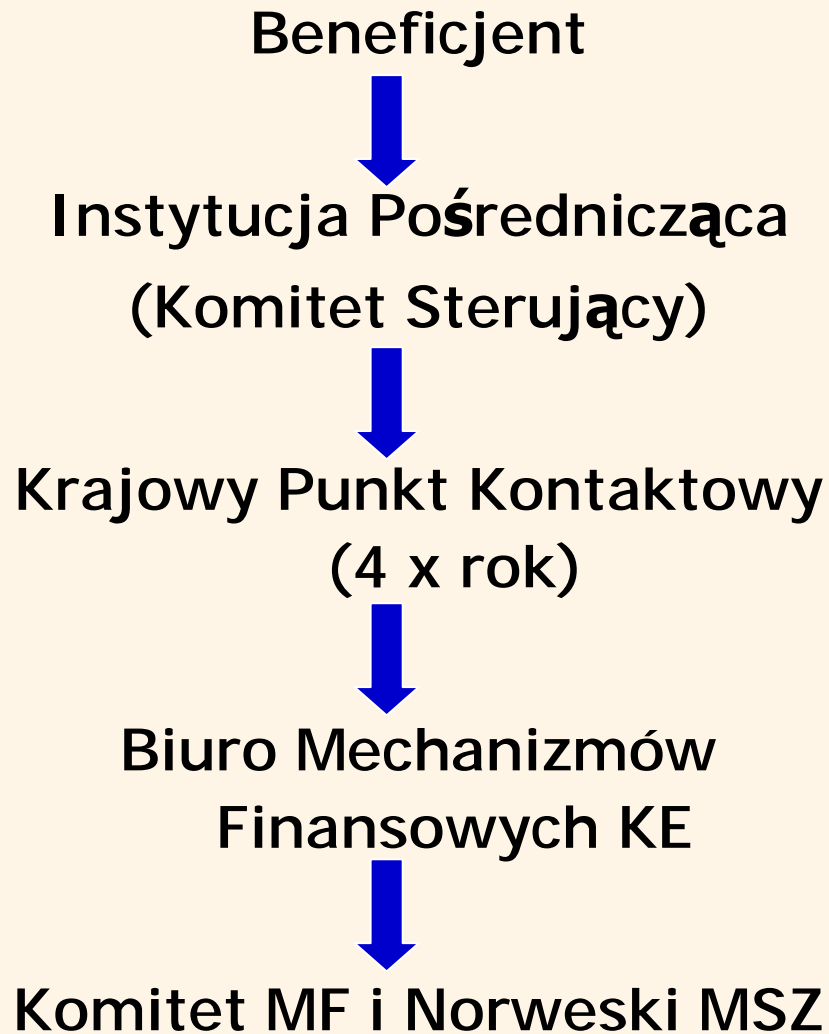 Beneficjent
Instytucja Pośrednicząca
(Komitet Sterujący)
Krajowy Punkt Kontaktowy
(4 x rok)
Biuro Mechanizmów
Finansowych KE
Komitet MF i Norweski MSZ